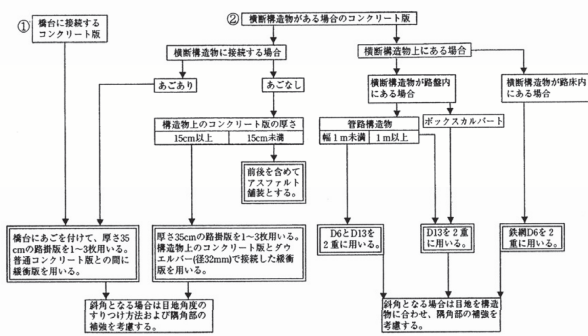 ①橋台に接続する
コンクリート版
②横断構造物がある場合のコンクリート版
横断構造物に接続する場合
横断構造物上にある場合
あごあり
あごなし
横断構造物が路盤内
にある場合
横断構造物が路床内
にある場合
構造物上のコンクリート版の厚さ
15cm以上
15cm未満
管路構造物
幅1m未満
1m以上
ボックスカルバート
前後を含めて
アスファルト
舗装とする。
橋台にあごを付けて、厚さ35
cmの踏掛版を1~3枚用いる。
普通コンクリート版との間に
緩衝版を用いる。
厚さ35cmの踏掛版を1~3枚用いる。
構造物上のコンクリート版とダウ
エルバー(径32mm)で接続した緩衝
版を用いる。
D6とD13を
2重に用いる。
D13を2重
に用いる。
鉄網D6を2
重に用いる。
斜角となる場合は目地角度の
すりつけ方法および隅角部の
補強を考慮する。
斜角となる場合は目地を構造
物に合わせ、隅角部の補強を
考慮する。